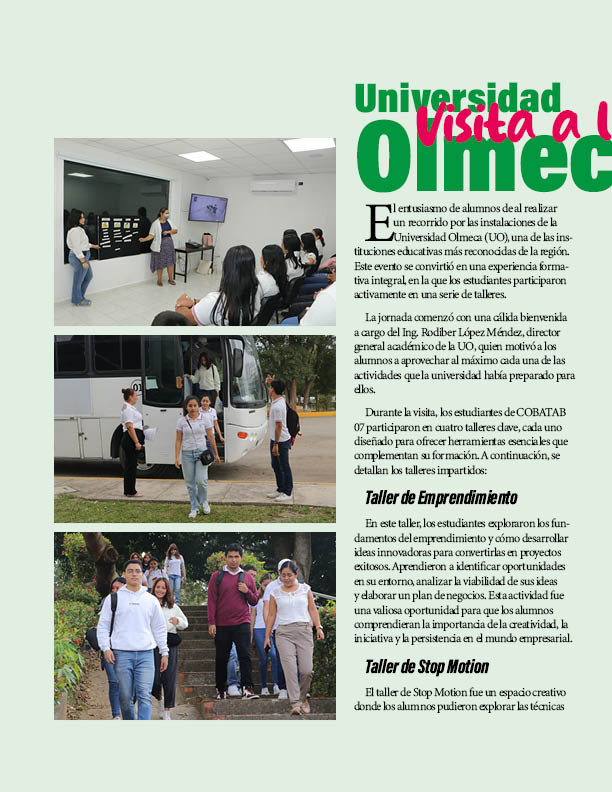 Universidad
Visita a l
Olmec
El entusiasmo de alumnos de al realizar
un recorrido por las instalaciones de la
Universidad Olmeca (UO), una de las ins-
tituciones educativas más reconocidas de la región.
Este evento se convirtió en una experiencia forma-
tiva integral, en la que los estudiantes participaron
activamente en una serie de talleres.
La jornada comenzó con una cálida bienvenida
a cargo del Ing. Rodiber López Méndez, director
general académico de la UO, quien motivó a los
alumnos a aprovechar al máximo cada una de las
actividades que la universidad había preparado para
ellos.
Durante la visita, los estudiantes de COBATAB
07 participaron en cuatro talleres clave, cada uno
diseñado para ofrecer herramientas esenciales que
complementan su formación. A continuación, se
detallan los talleres impartidos:
Taller de Emprendimiento
En este taller, los estudiantes exploraron los fun-
damentos del emprendimiento y cómo desarrollar
ideas innovadoras para convertirlas en proyectos
exitosos. Aprendieron a identificar oportunidades
en su entorno, analizar la viabilidad de sus ideas
y elaborar un plan de negocios. Esta actividad fue
una valiosa oportunidad para que los alumnos
comprendieran la importancia de la creatividad, la
iniciativa y la persistencia en el mundo empresarial.
Taller de Stop Motion
El taller de Stop Motion fue un espacio creativo
donde los alumnos pudieron explorar las técnicas